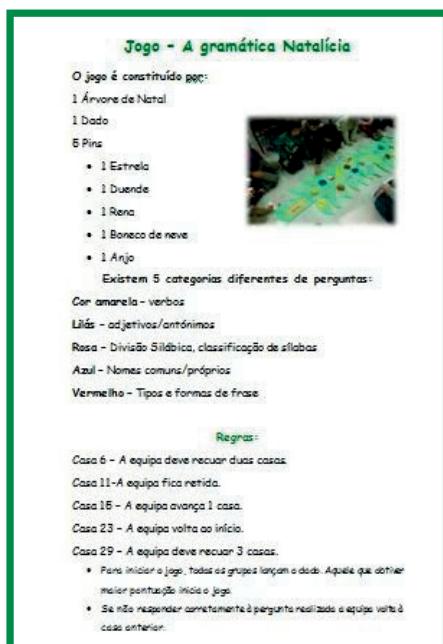 Jogo – A gramática Natalícia
O jogo é constituído por:
1 Árvore de Natal
1 Dado
5 Pins
• 1 Estrela
• 1 Duende
• 1 Rena
• 1 Boneco de neve
• 1 Anjo
Existem 5 categorias diferentes de perguntas:
Cor amarela – verbos
Lilás – adjetivos/antónimos
Rosa – Divisão Silábica, classificação de sílabas
Azul – Nomes comuns/próprios
Vermelho – Tipos e formas de frase
Regras:
Casa 6 – A equipa deve recuar duas casas.
Casa 11-A equipa fica retida.
Casa 15 – A equipa avança 1 casa.
Casa 23 – A equipa volta ao início.
Casa 29 – A equipa deve recuar 3 casas.
• Para iniciar o jogo, todas os grupos lançam o dado. Aquele que obtiver
maior pontuação inicia o jogo.
• Se não responder corretamente à pergunta realizada a equipa volta à
casa anterior.